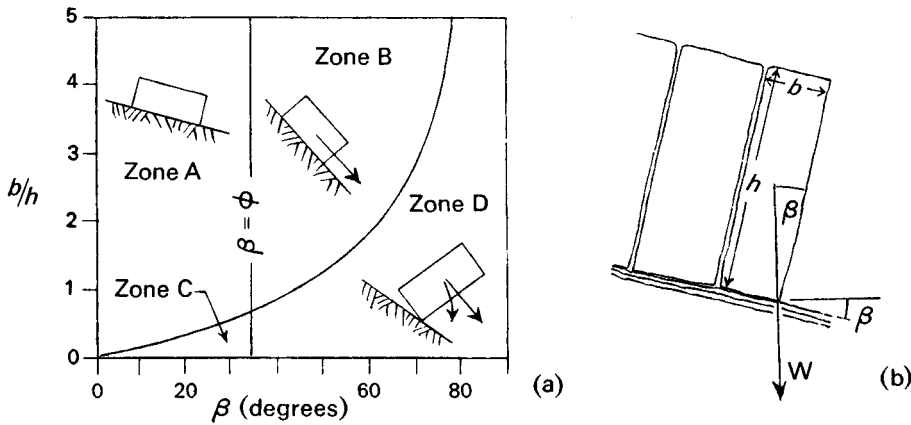 5
4
3
2
1
0
b/h
Zone A
Zone B
Zone C
Zone D
β = φ
0
20
40
60
80
β (degrees)
(a)
b
h
β
β
W
(b)